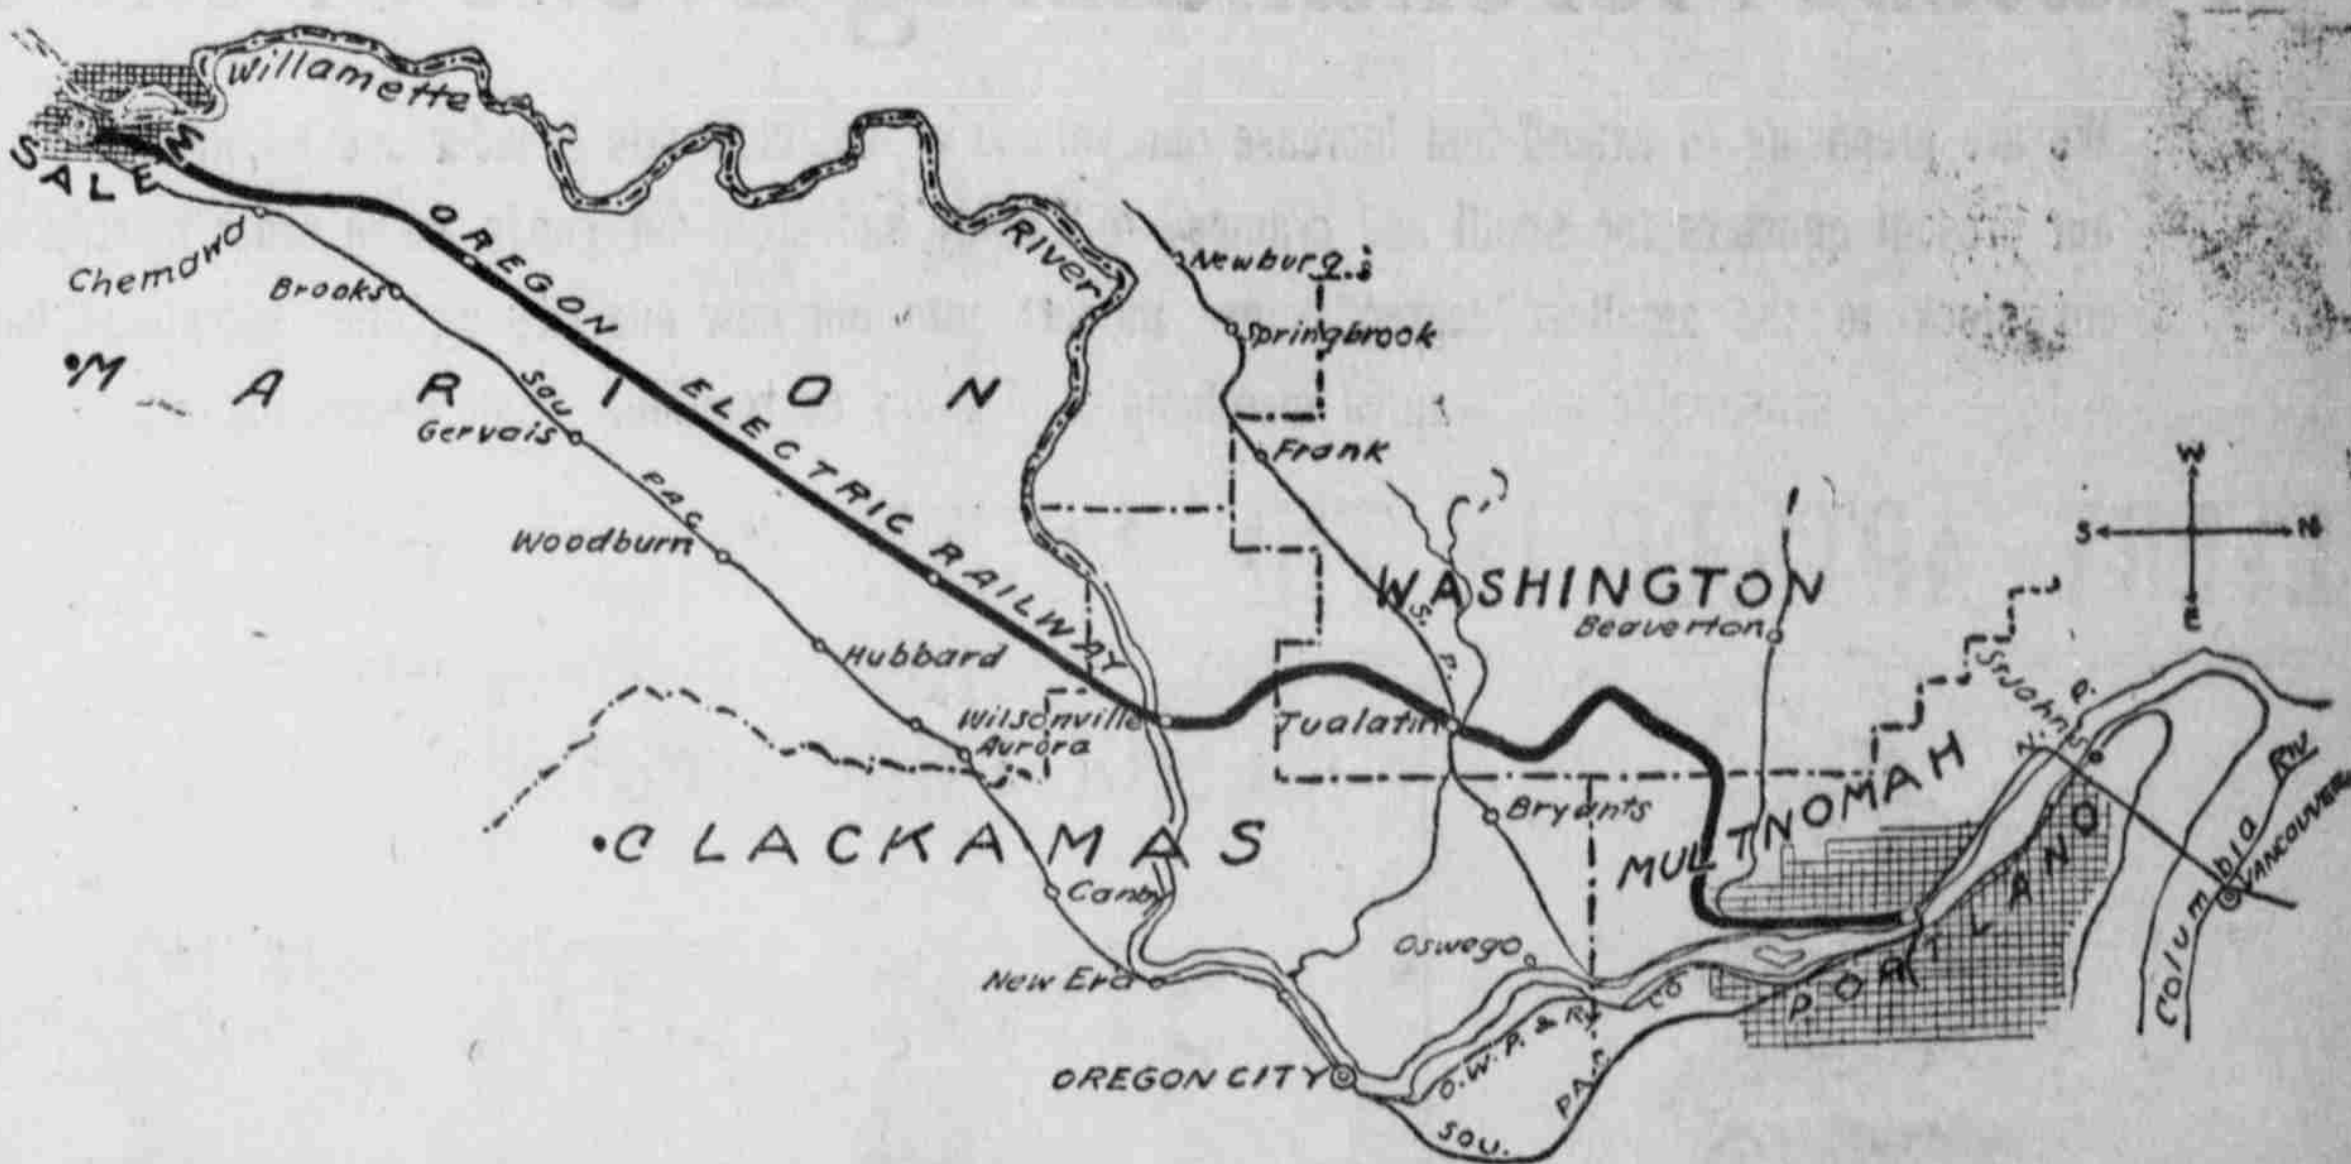 Willamette
SALEM
OREGON ELECTRIC RAILWAY
River
Newburg
Chemawa
Brooks
Springbrook
MARION
SOU PAC
Gervais
Frank
W
S N
E
Woodburn
WASHINGTON
S. P.
Beaverton
Hubbard
St Johns
N. P.
Wilsonville
Tualatin
Aurora
Columbia Riv
VANCOUVER
Bryants
MULTNOMAH
CLACKAMAS
Canby
PORTLAND
Oswego
New Era
O. W. P. & Ry Co
OREGON CITY
SOU. PAC